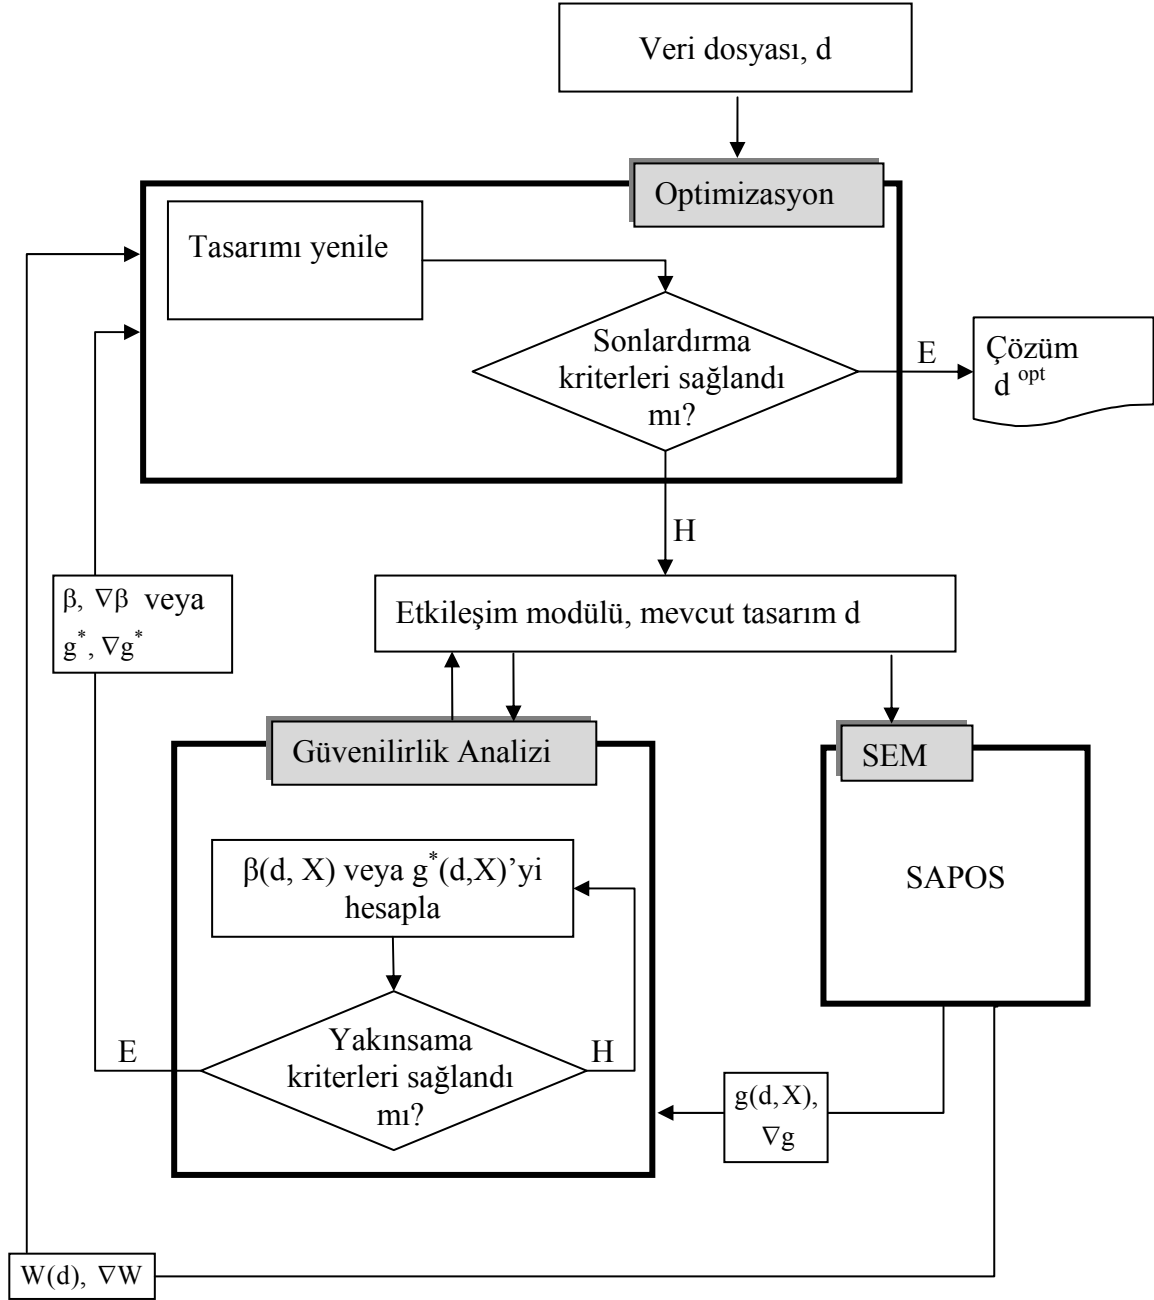 Veri dosyası, d
Optimizasyon
Tasarımı yenile
Sonlardırma
kriterleri sağlandı
mı?
E
Çözüm
d opt
H
β, ∇β veya
g*, ∇g*
Etkileşim modülü, mevcut tasarım d
Güvenilirlik Analizi
SEM
β(d, X) veya g*(d,X)’yi
hesapla
SAPOS
Yakınsama
kriterleri sağlandı
mı?
E
H
g(d,X),
∇g
W(d), ∇W